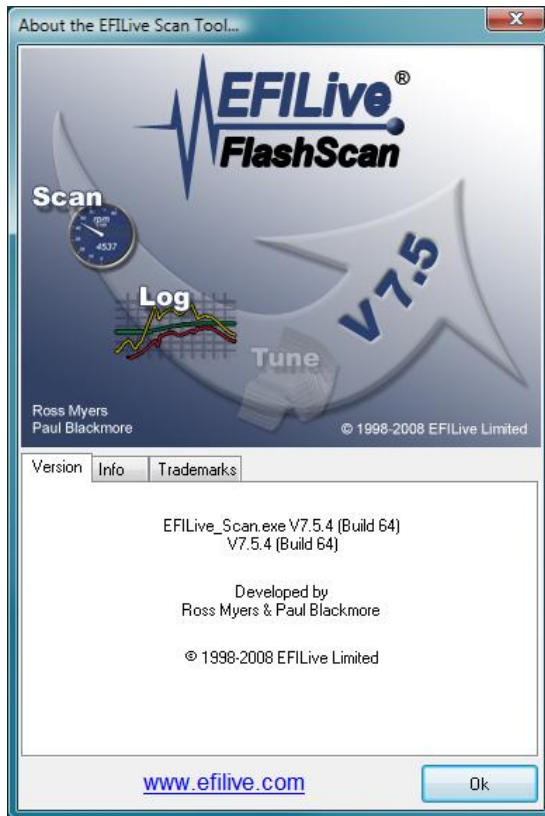 About the EFILive Scan Tool...
EFILive®
FlashScan
Scan
rpm
4537
Log
V7.5
Tune
Ross Myers
Paul Blackmore
© 1998-2008 EFILive Limited
Version Info Trademarks
EFILive_Scan.exe V7.5.4 (Build 64)
V7.5.4 (Build 64)
Developed by
Ross Myers & Paul Blackmore
© 1998-2008 EFILive Limited
www.efilive.com
Ok